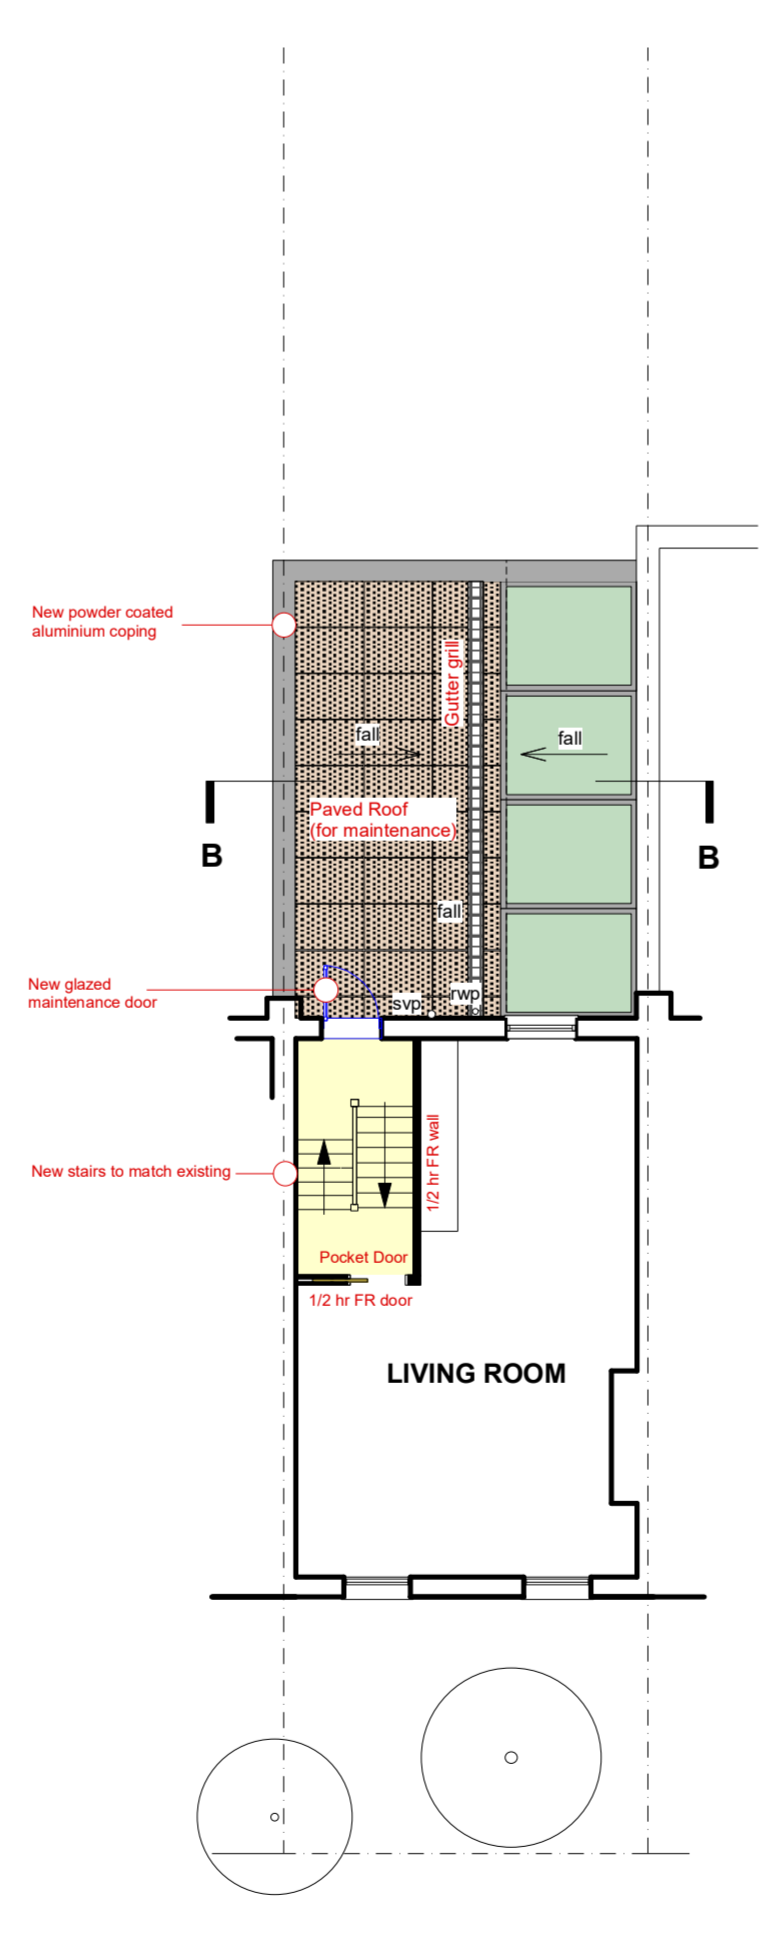 New powder coated
aluminium coping
Gutter grill
fall
fall
Paved Roof
(for maintenance)
B
B
fall
New glazed
maintenance door
svp
rwp
1/2 hr FR wall
New stairs to match existing
Pocket Door
1/2 hr FR door
LIVING ROOM